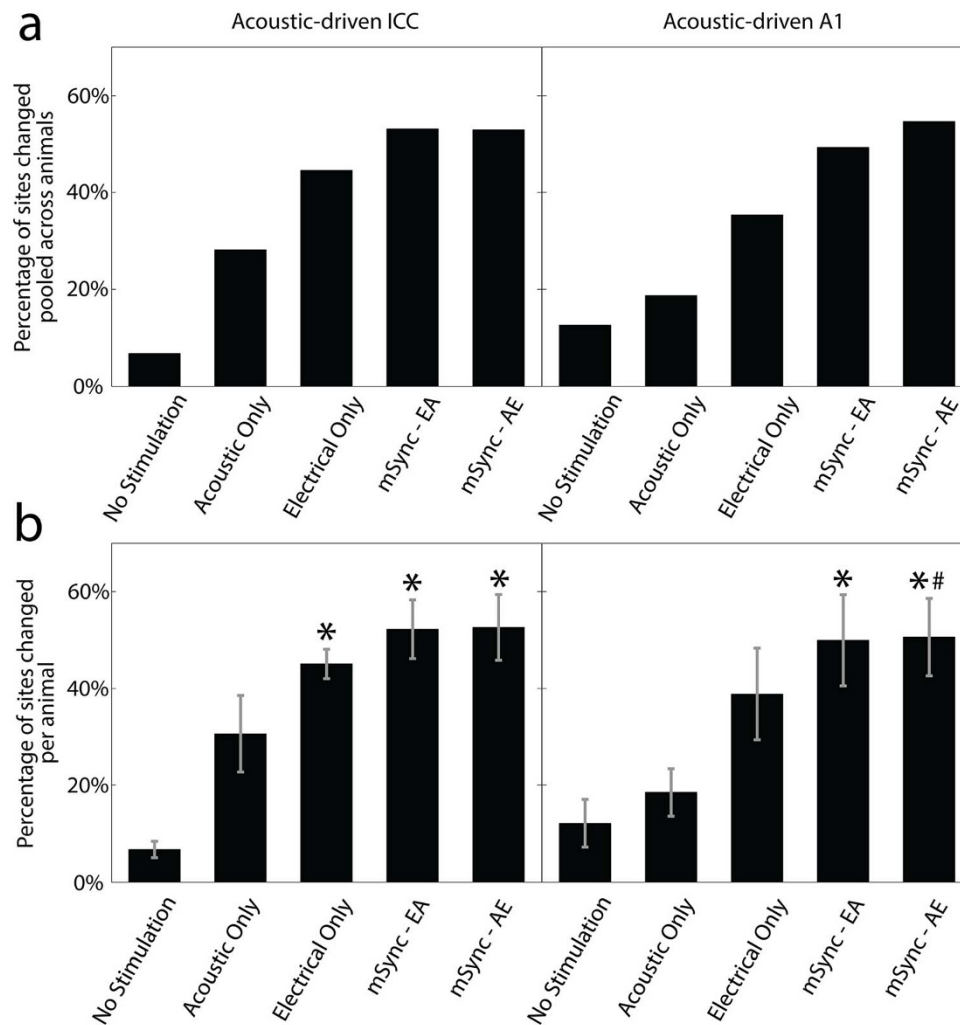 a
Acoustic-driven ICC
Acoustic-driven A1
Percentage of sites changed
pooled across animals
60%
40%
20%
0%
No Stimulation
Acoustic Only
Electrical Only
mSync - EA
mSync - AE
No Stimulation
Acoustic Only
Electrical Only
mSync - EA
mSync - AE
b
Percentage of sites changed
per animal
60%
40%
20%
0%
*
*
*
*
*#
No Stimulation
Acoustic Only
Electrical Only
mSync - EA
mSync - AE
No Stimulation
Acoustic Only
Electrical Only
mSync - EA
mSync - AE